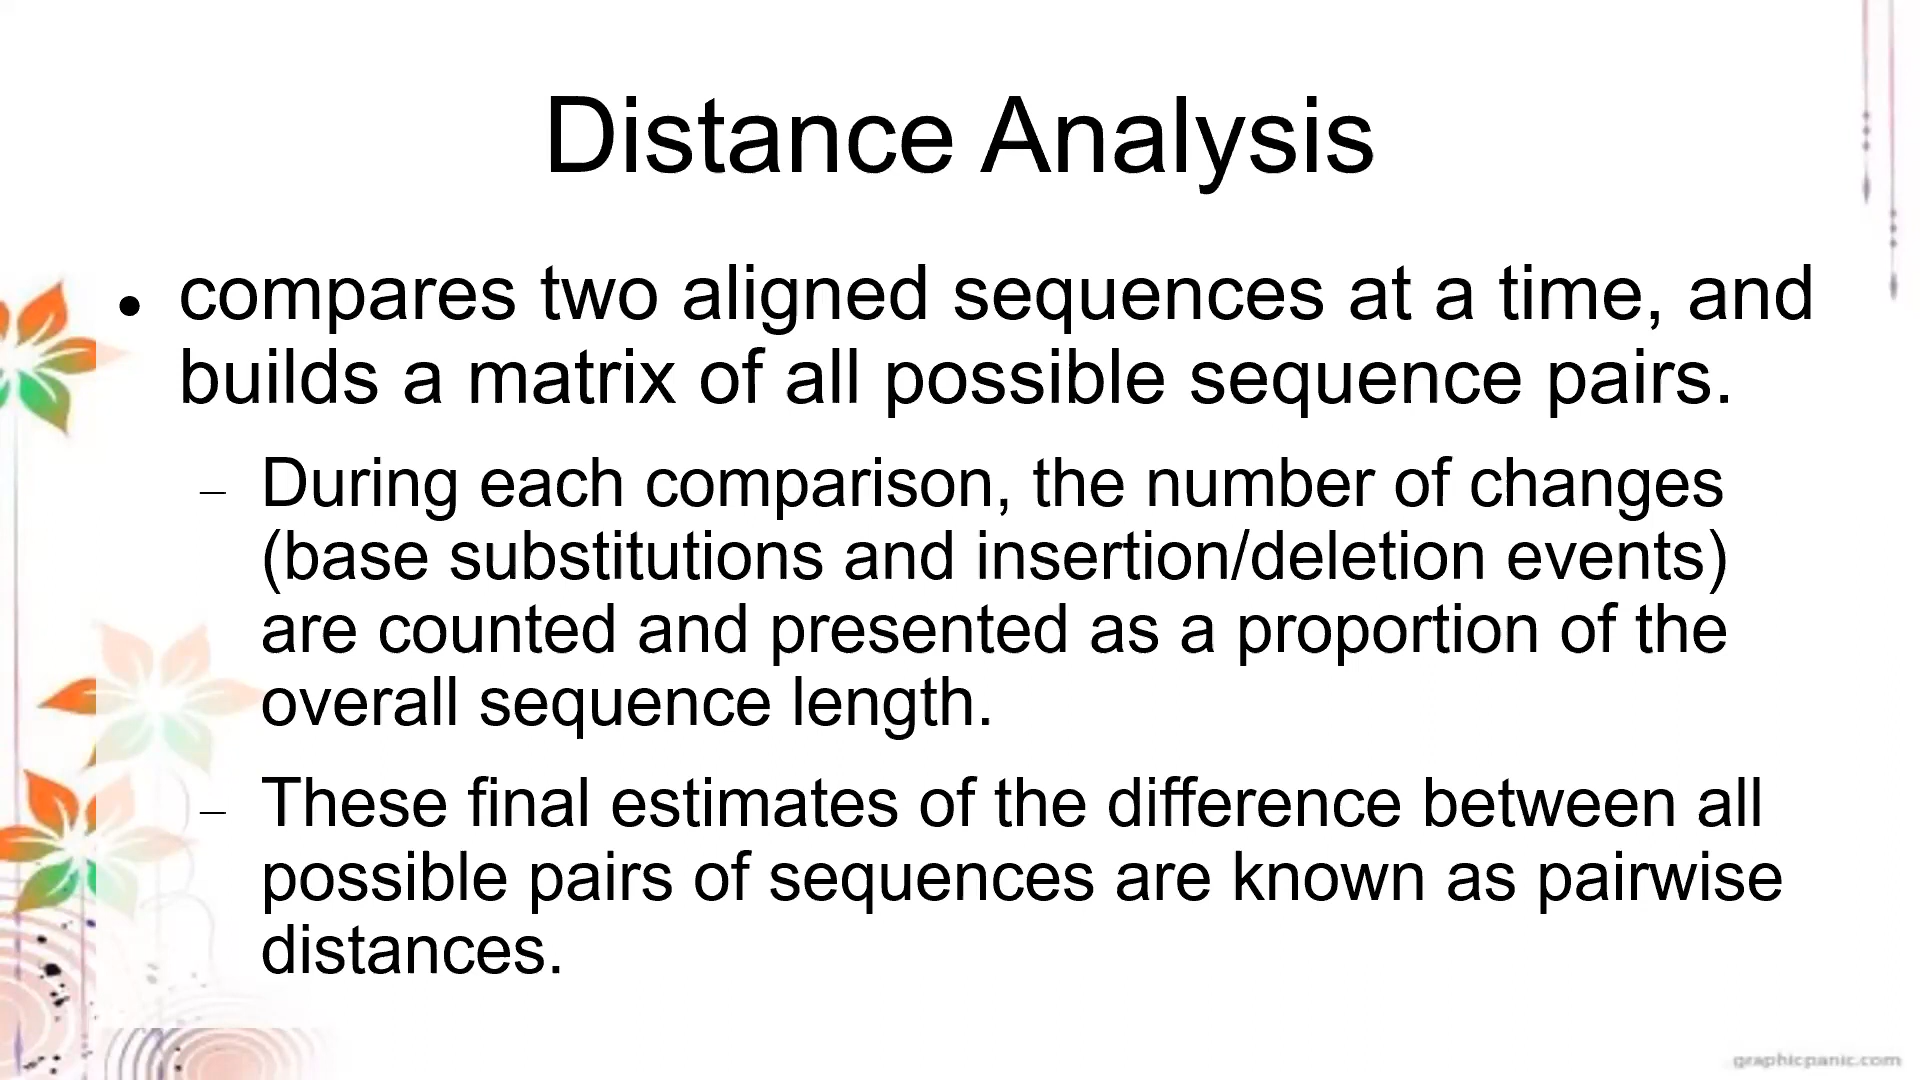 Distance Analysis
● compares two aligned sequences at a time, and
builds a matrix of all possible sequence pairs.
– During each comparison, the number of changes
(base substitutions and insertion/deletion events)
are counted and presented as a proportion of the
overall sequence length.
– These final estimates of the difference between all
possible pairs of sequences are known as pairwise
distances.
graphicpanic.com